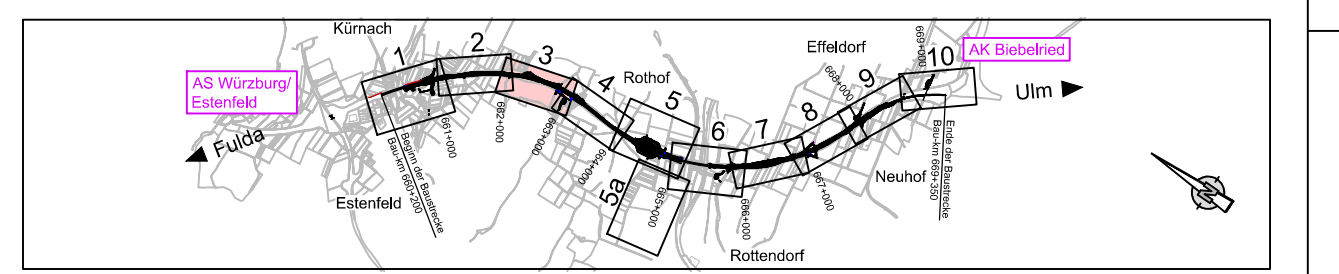 Kürnach
AS Würzburg/
Estenfeld
Fulda
Estenfeld
1
2
3
4
5
5a
6
7
8
9
10
Rothof
Effeldorf
AK Biebelried
Ulm
Neuhof
Rottendorf
Beginn der Baustrecke
Bau-km 660+200
661+000
662+000
663+000
664+000
665+000
666+000
667+000
668+000
669+000
Ende der Baustrecke
Bau-km 669+350
N